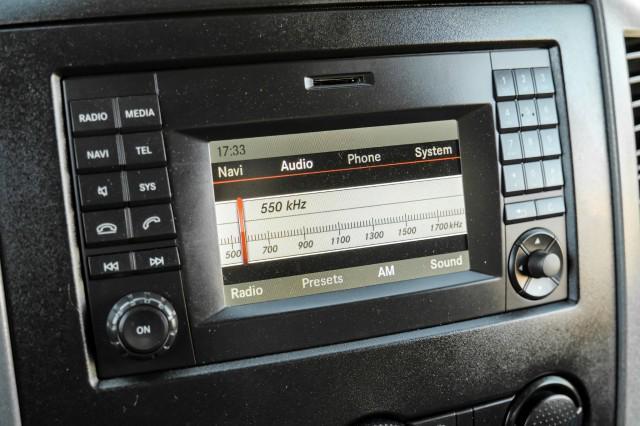 RADIO MEDIA
NAVI TEL
SYS
ON
17:33
Navi Audio Phone System
550 kHz
500 700 900 1100 1300 1500 1700 kHz
Radio Presets AM Sound